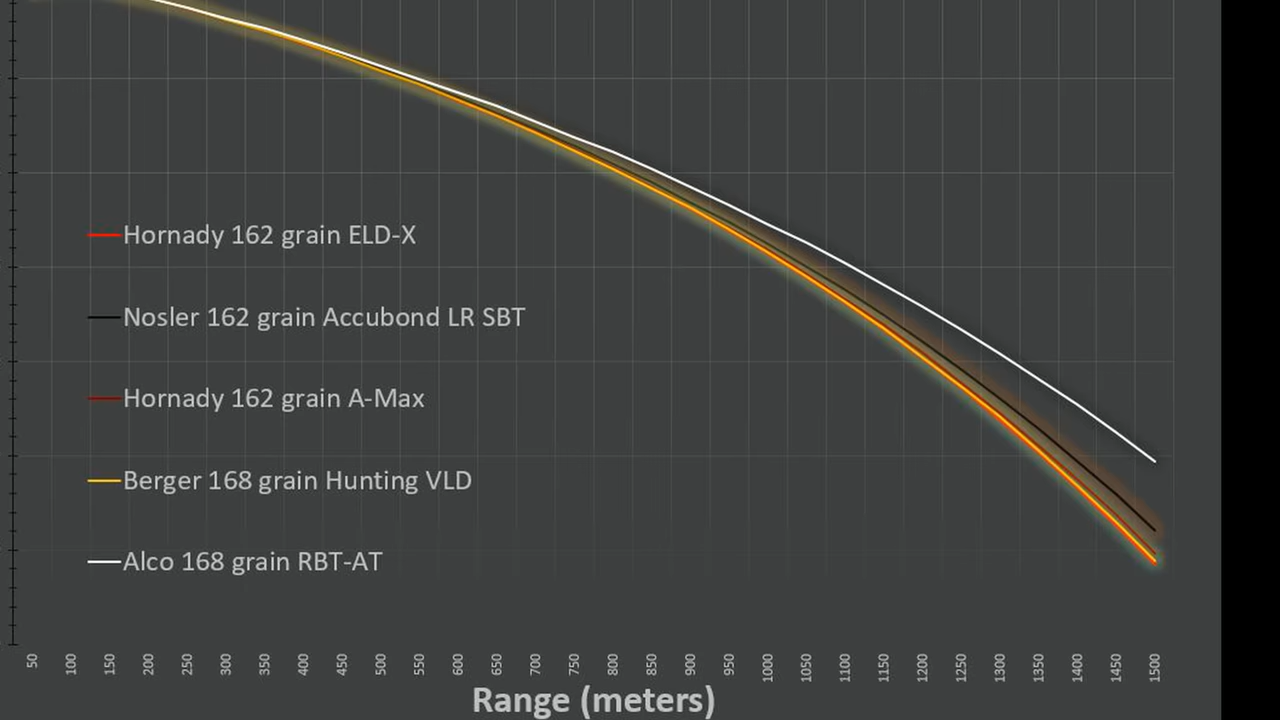 Hornady 162 grain ELD-X
Nosler 162 grain Accubond LR SBT
Hornady 162 grain A-Max
Berger 168 grain Hunting VLD
Alco 168 grain RBT-AT
50 100 150 200 250 300 350 400 450 500 550 600 650 700 750 800 850 900 950 1000 1050 1100 1150 1200 1250 1300 1350 1400 1450 1500
Range (meters)